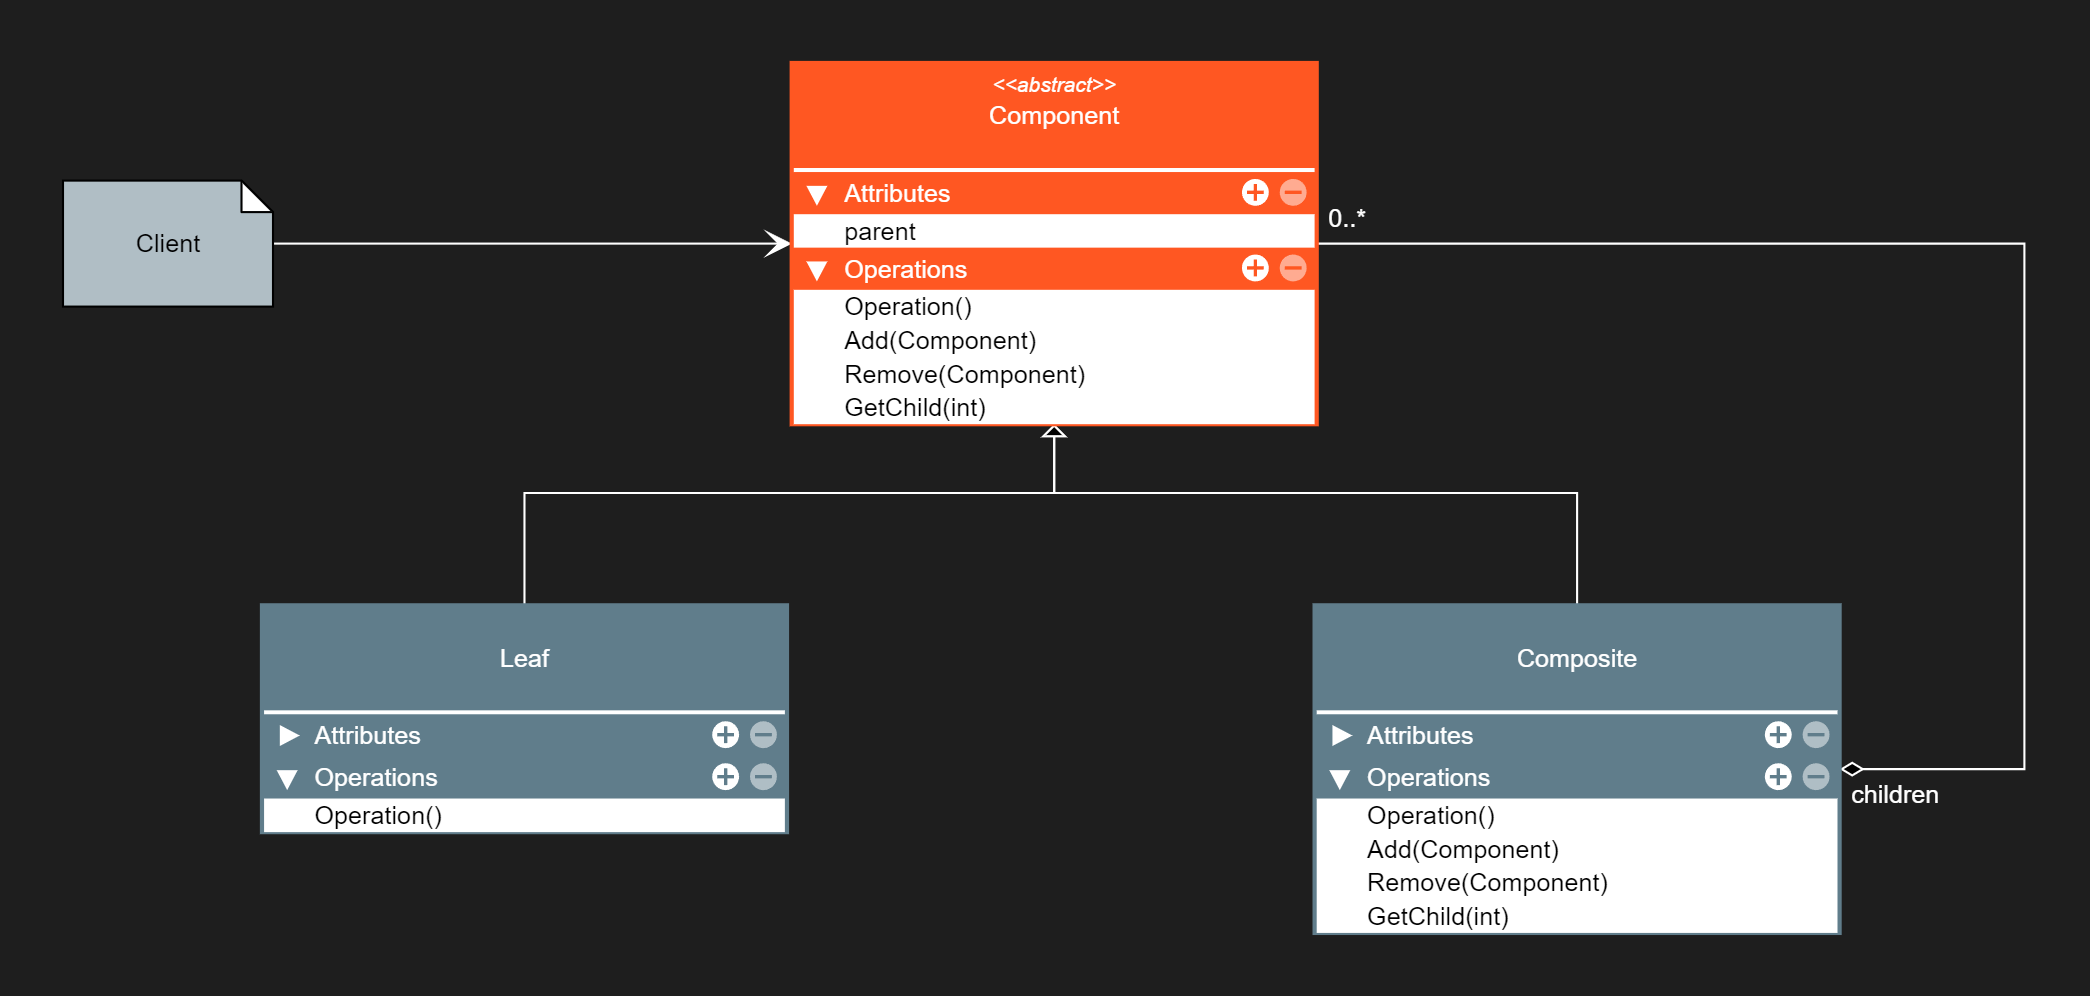 <<abstract>>
Component
Attributes
parent
Operations
Operation()
Add(Component)
Remove(Component)
GetChild(int)
Client
0..*
Leaf
Attributes
Operations
Operation()
Composite
Attributes
Operations
Operation()
Add(Component)
Remove(Component)
GetChild(int)
children